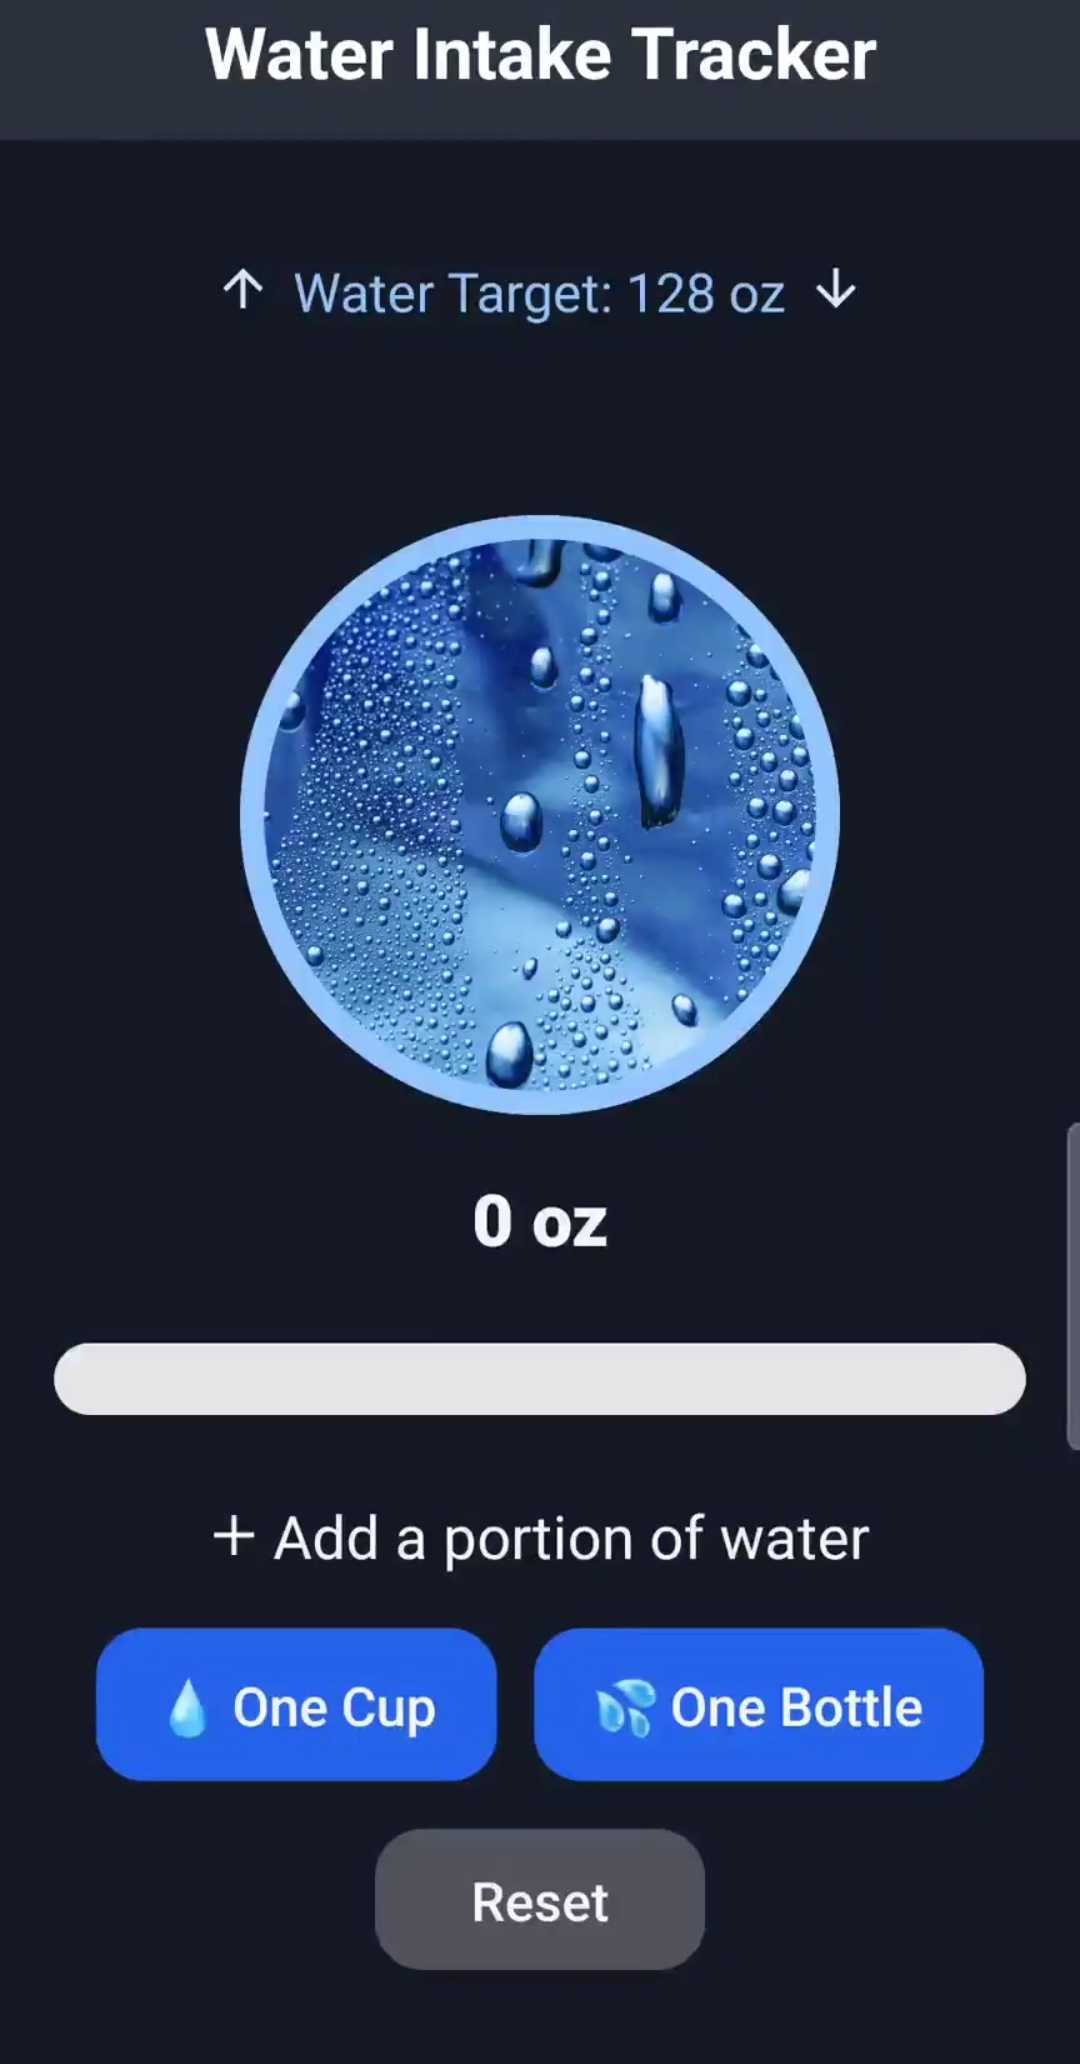 Water Intake Tracker
↑ Water Target: 128 oz ↓
0 oz
+ Add a portion of water
💧 One Cup
💦 One Bottle
Reset